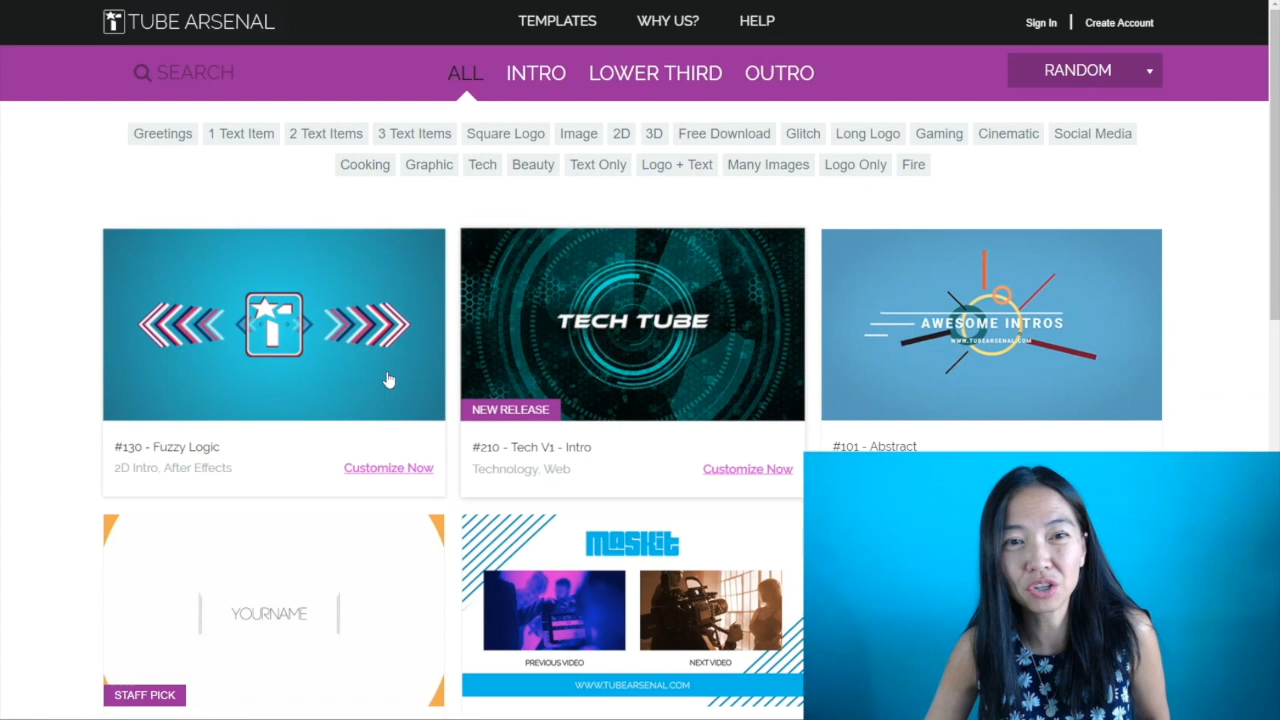 TUBE ARSENAL
TEMPLATES WHY US? HELP
Sign In | Create Account
SEARCH
ALL INTRO LOWER THIRD OUTRO
RANDOM
Greetings 1 Text Item 2 Text Items 3 Text Items Square Logo Image 2D 3D Free Download Glitch Long Logo Gaming Cinematic Social Media
Cooking Graphic Tech Beauty Text Only Logo + Text Many Images Logo Only Fire
TECH TUBE
AWESOME INTROS
WWW.TUBEARSENAL.COM
NEW RELEASE
#130 - Fuzzy Logic
2D Intro, After Effects Customize Now
#210 - Tech V1 - Intro
Technology, Web Customize Now
#101 - Abstract
YOURNAME
STAFF PICK
MASKIT
PREVIOUS VIDEO NEXT VIDEO
WWW.TUBEARSENAL.COM